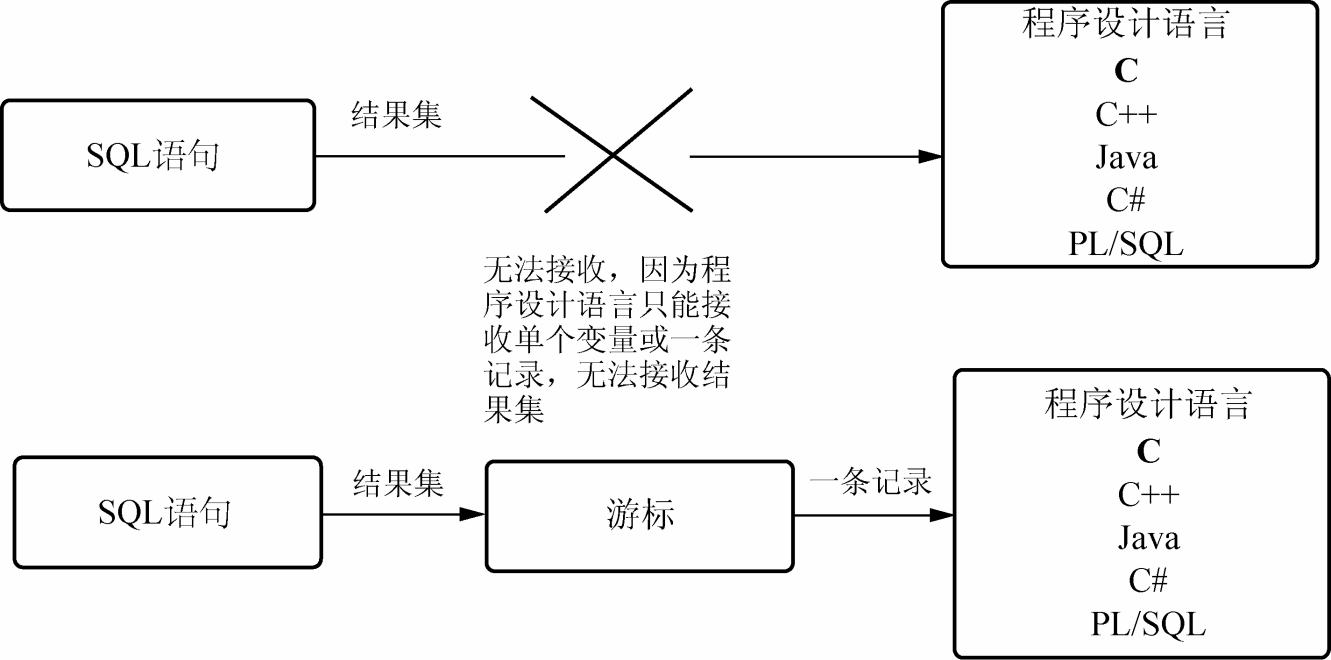 程序设计语言
C
C++
Java
C#
PL/SQL
结果集
SQL语句
无法接收，因为程
序设计语言只能接
收单个变量或一条
记录，无法接收结
果集
SQL语句
结果集
游标
一条记录
程序设计语言
C
C++
Java
C#
PL/SQL